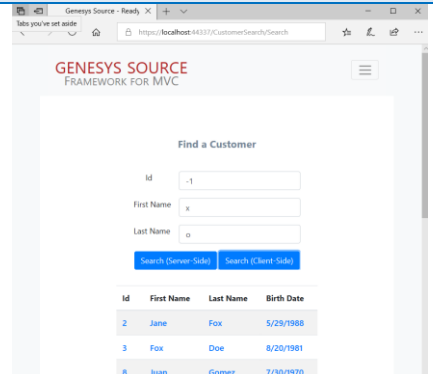 Genesys Source - Ready
Tabs you've set aside
https://localhost:44337/CustomerSearch/Search
GENESYS SOURCE
FRAMEWORK FOR MVC
Find a Customer
Id -1
First Name x
Last Name o
Search (Server-Side) Search (Client-Side)
Id First Name Last Name Birth Date
2 Jane Fox 5/29/1988
3 Fox Doe 8/20/1981
8 Juan Gomez 7/30/1970